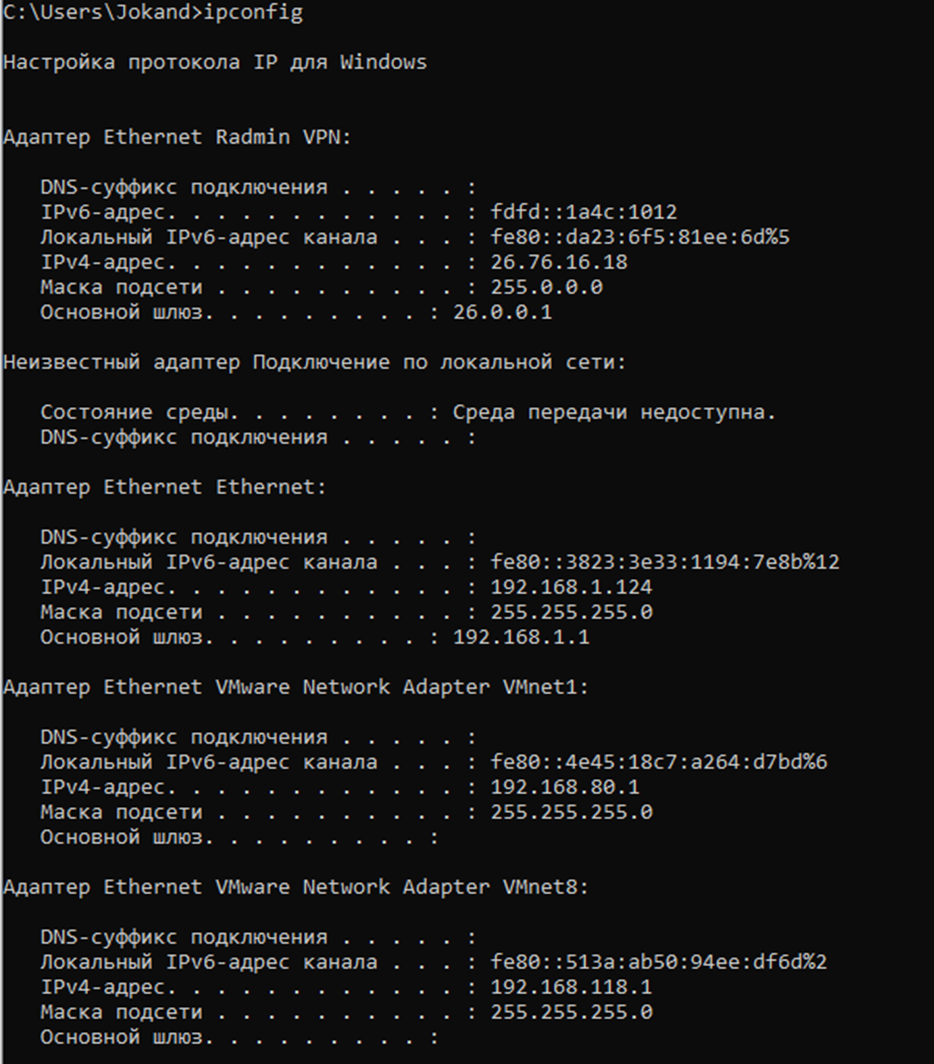 C:\Users\Jokand>ipconfig
Настройка протокола IP для Windows
Адаптер Ethernet Radmin VPN:
DNS-суффикс подключения . . . . . :
IPv6-адрес. . . . . . . . . . . . : fdfd::1a4c:1012
Локальный IPv6-адрес канала . . . : fe80::da23:6f5:81ee:6d%5
IPv4-адрес. . . . . . . . . . . . : 26.76.16.18
Маска подсети . . . . . . . . . . : 255.0.0.0
Основной шлюз. . . . . . . . . : 26.0.0.1
Неизвестный адаптер Подключение по локальной сети:
Состояние среды. . . . . . . . : Среда передачи недоступна.
DNS-суффикс подключения . . . . . :
Адаптер Ethernet Ethernet:
DNS-суффикс подключения . . . . . :
Локальный IPv6-адрес канала . . . : fe80::3823:3e33:1194:7e8b%12
IPv4-адрес. . . . . . . . . . . . : 192.168.1.124
Маска подсети . . . . . . . . . . : 255.255.255.0
Основной шлюз. . . . . . . . . : 192.168.1.1
Адаптер Ethernet VMware Network Adapter VMnet1:
DNS-суффикс подключения . . . . . :
Локальный IPv6-адрес канала . . . : fe80::4e45:18c7:a264:d7bd%6
IPv4-адрес. . . . . . . . . . . . : 192.168.80.1
Маска подсети . . . . . . . . . . : 255.255.255.0
Основной шлюз. . . . . . . . . :
Адаптер Ethernet VMware Network Adapter VMnet8:
DNS-суффикс подключения . . . . . :
Локальный IPv6-адрес канала . . . : fe80::513a:ab50:94ee:df6d%2
IPv4-адрес. . . . . . . . . . . . : 192.168.118.1
Маска подсети . . . . . . . . . . : 255.255.255.0
Основной шлюз. . . . . . . . . :